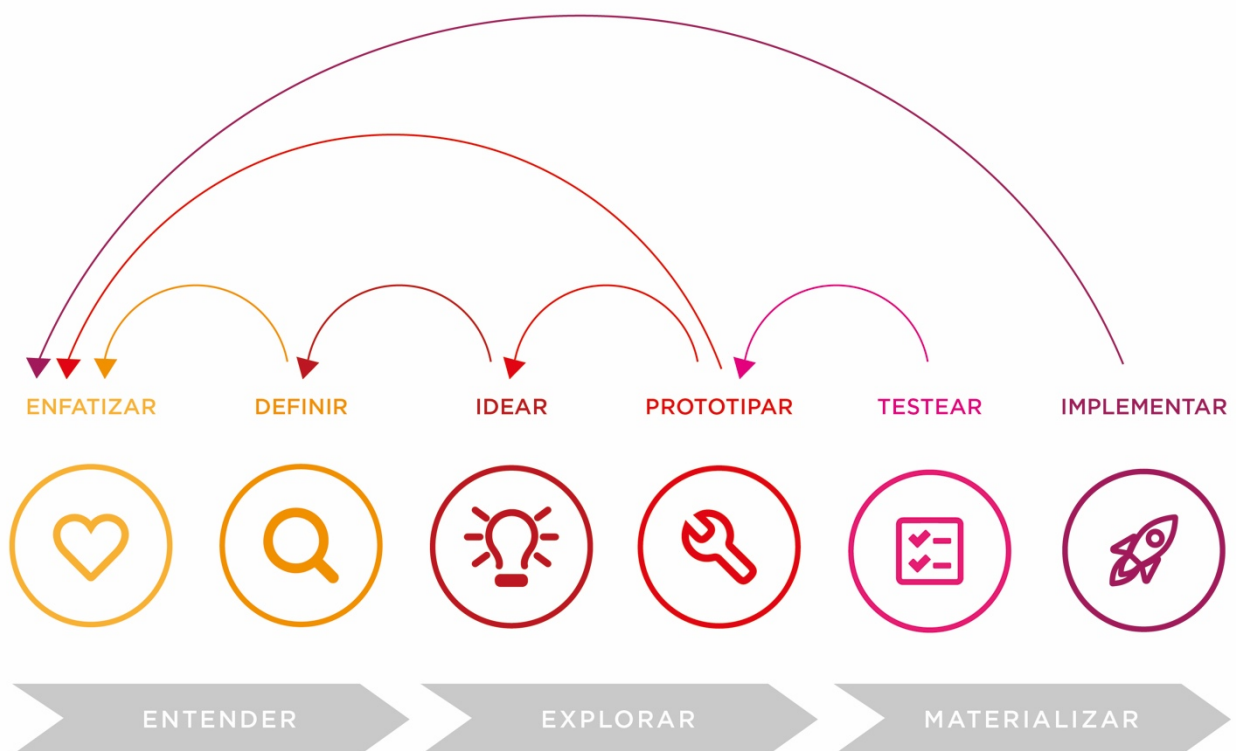 ENFATIZAR
DEFINIR
IDEAR
PROTOTIPAR
TESTEAR
IMPLEMENTAR
ENTENDER
EXPLORAR
MATERIALIZAR